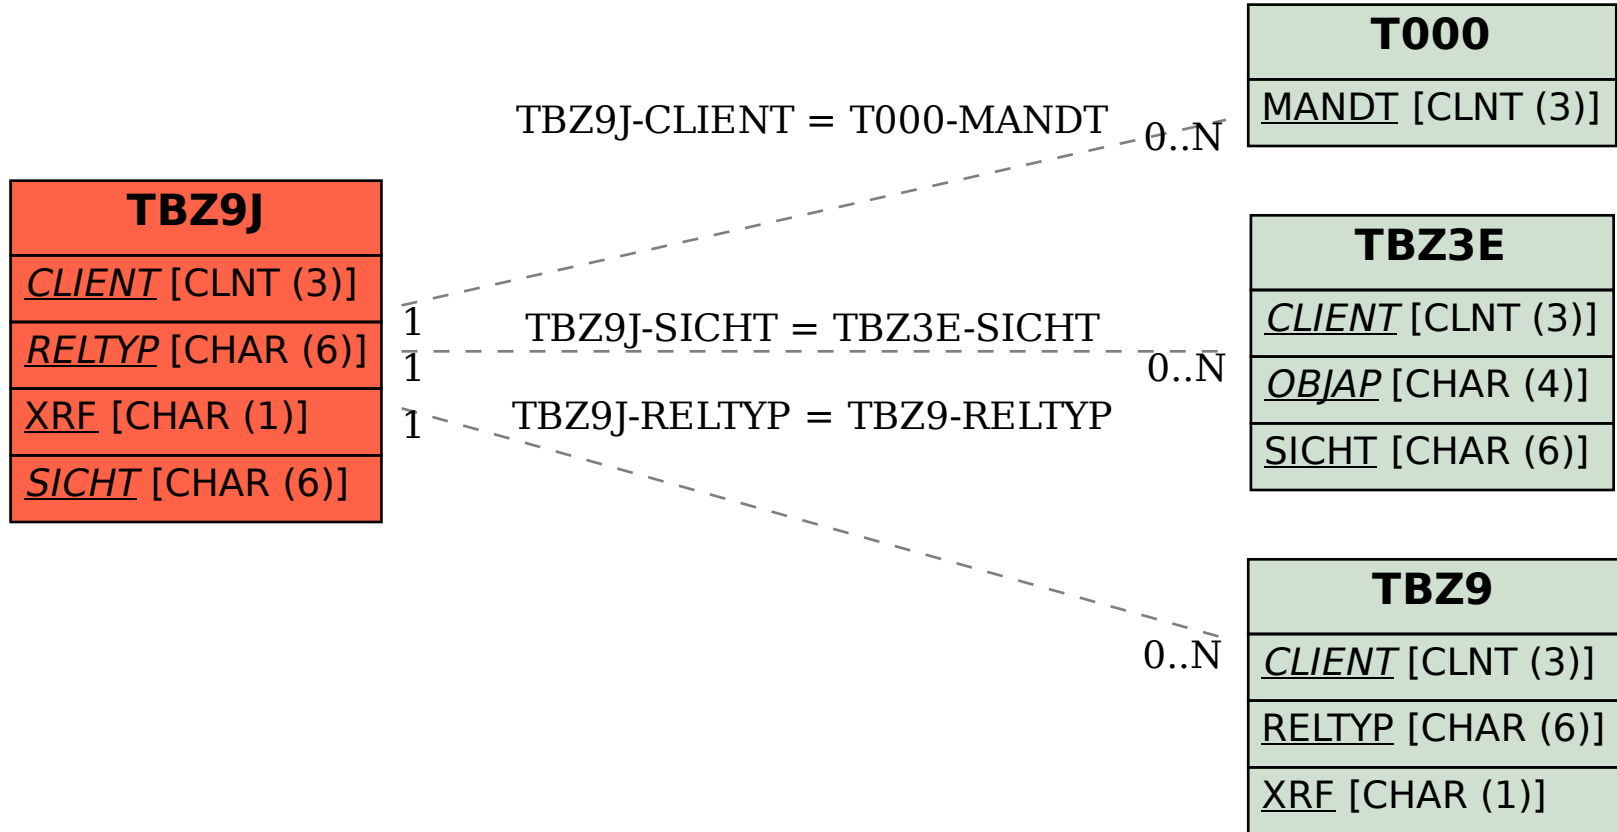 T000
MANDT [CLNT (3)]
TBZ9J-CLIENT = T000-MANDT
0..N
TBZ9J
CLIENT [CLNT (3)]
RELTYP [CHAR (6)]
XRF [CHAR (1)]
SICHT [CHAR (6)]
1
TBZ9J-SICHT = TBZ3E-SICHT
1
0..N
1
TBZ9J-RELTYP = TBZ9-RELTYP
0..N
TBZ3E
CLIENT [CLNT (3)]
OBJAP [CHAR (4)]
SICHT [CHAR (6)]
TBZ9
CLIENT [CLNT (3)]
RELTYP [CHAR (6)]
XRF [CHAR (1)]